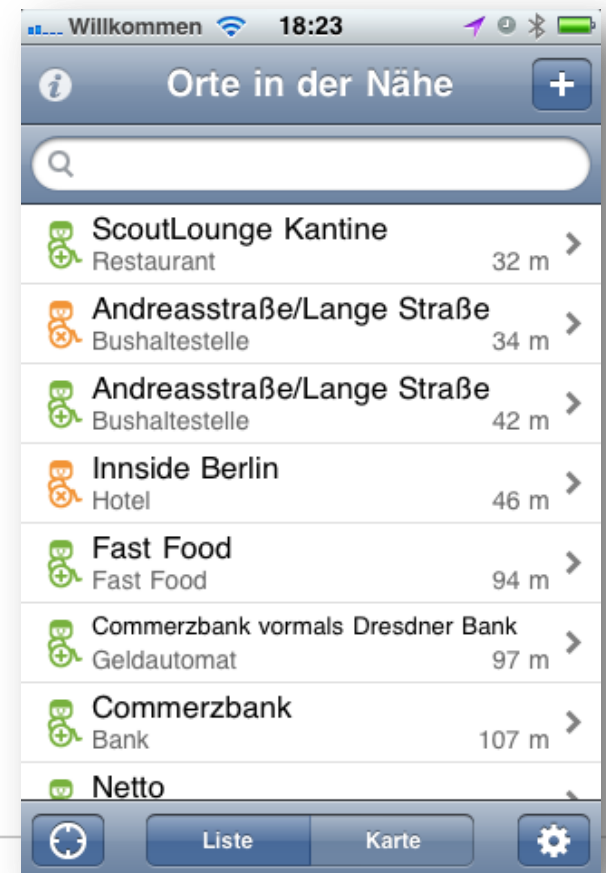 Willkommen 18:23
Orte in der Nähe +
ScoutLounge Kantine
Restaurant 32 m
Andreasstraße/Lange Straße
Bushaltestelle 34 m
Andreasstraße/Lange Straße
Bushaltestelle 42 m
Innside Berlin
Hotel 46 m
Fast Food
Fast Food 94 m
Commerzbank vormals Dresdner Bank
Geldautomat 97 m
Commerzbank
Bank 107 m
Netto
Liste Karte